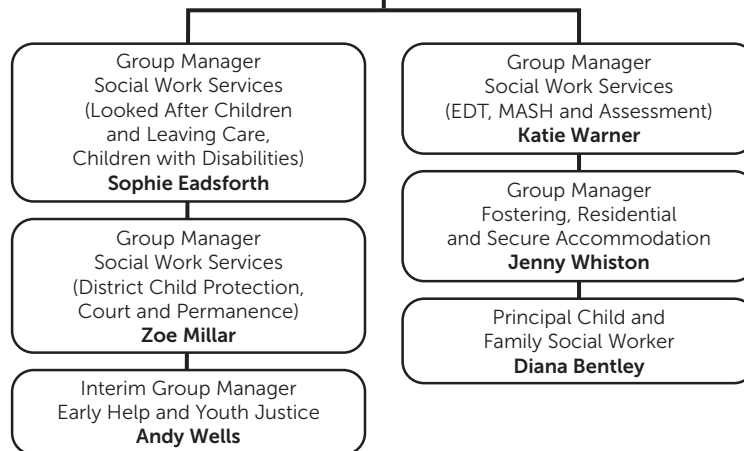 Group Manager
Social Work Services
(Looked After Children
and Leaving Care,
Children with Disabilities)
Sophie Eadsforth
Group Manager
Social Work Services
(District Child Protection,
Court and Permanence)
Zoe Millar
Interim Group Manager
Early Help and Youth Justice
Andy Wells
Group Manager
Social Work Services
(EDT, MASH and Assessment)
Katie Warner
Group Manager
Fostering, Residential
and Secure Accommodation
Jenny Whiston
Principal Child and
Family Social Worker
Diana Bentley